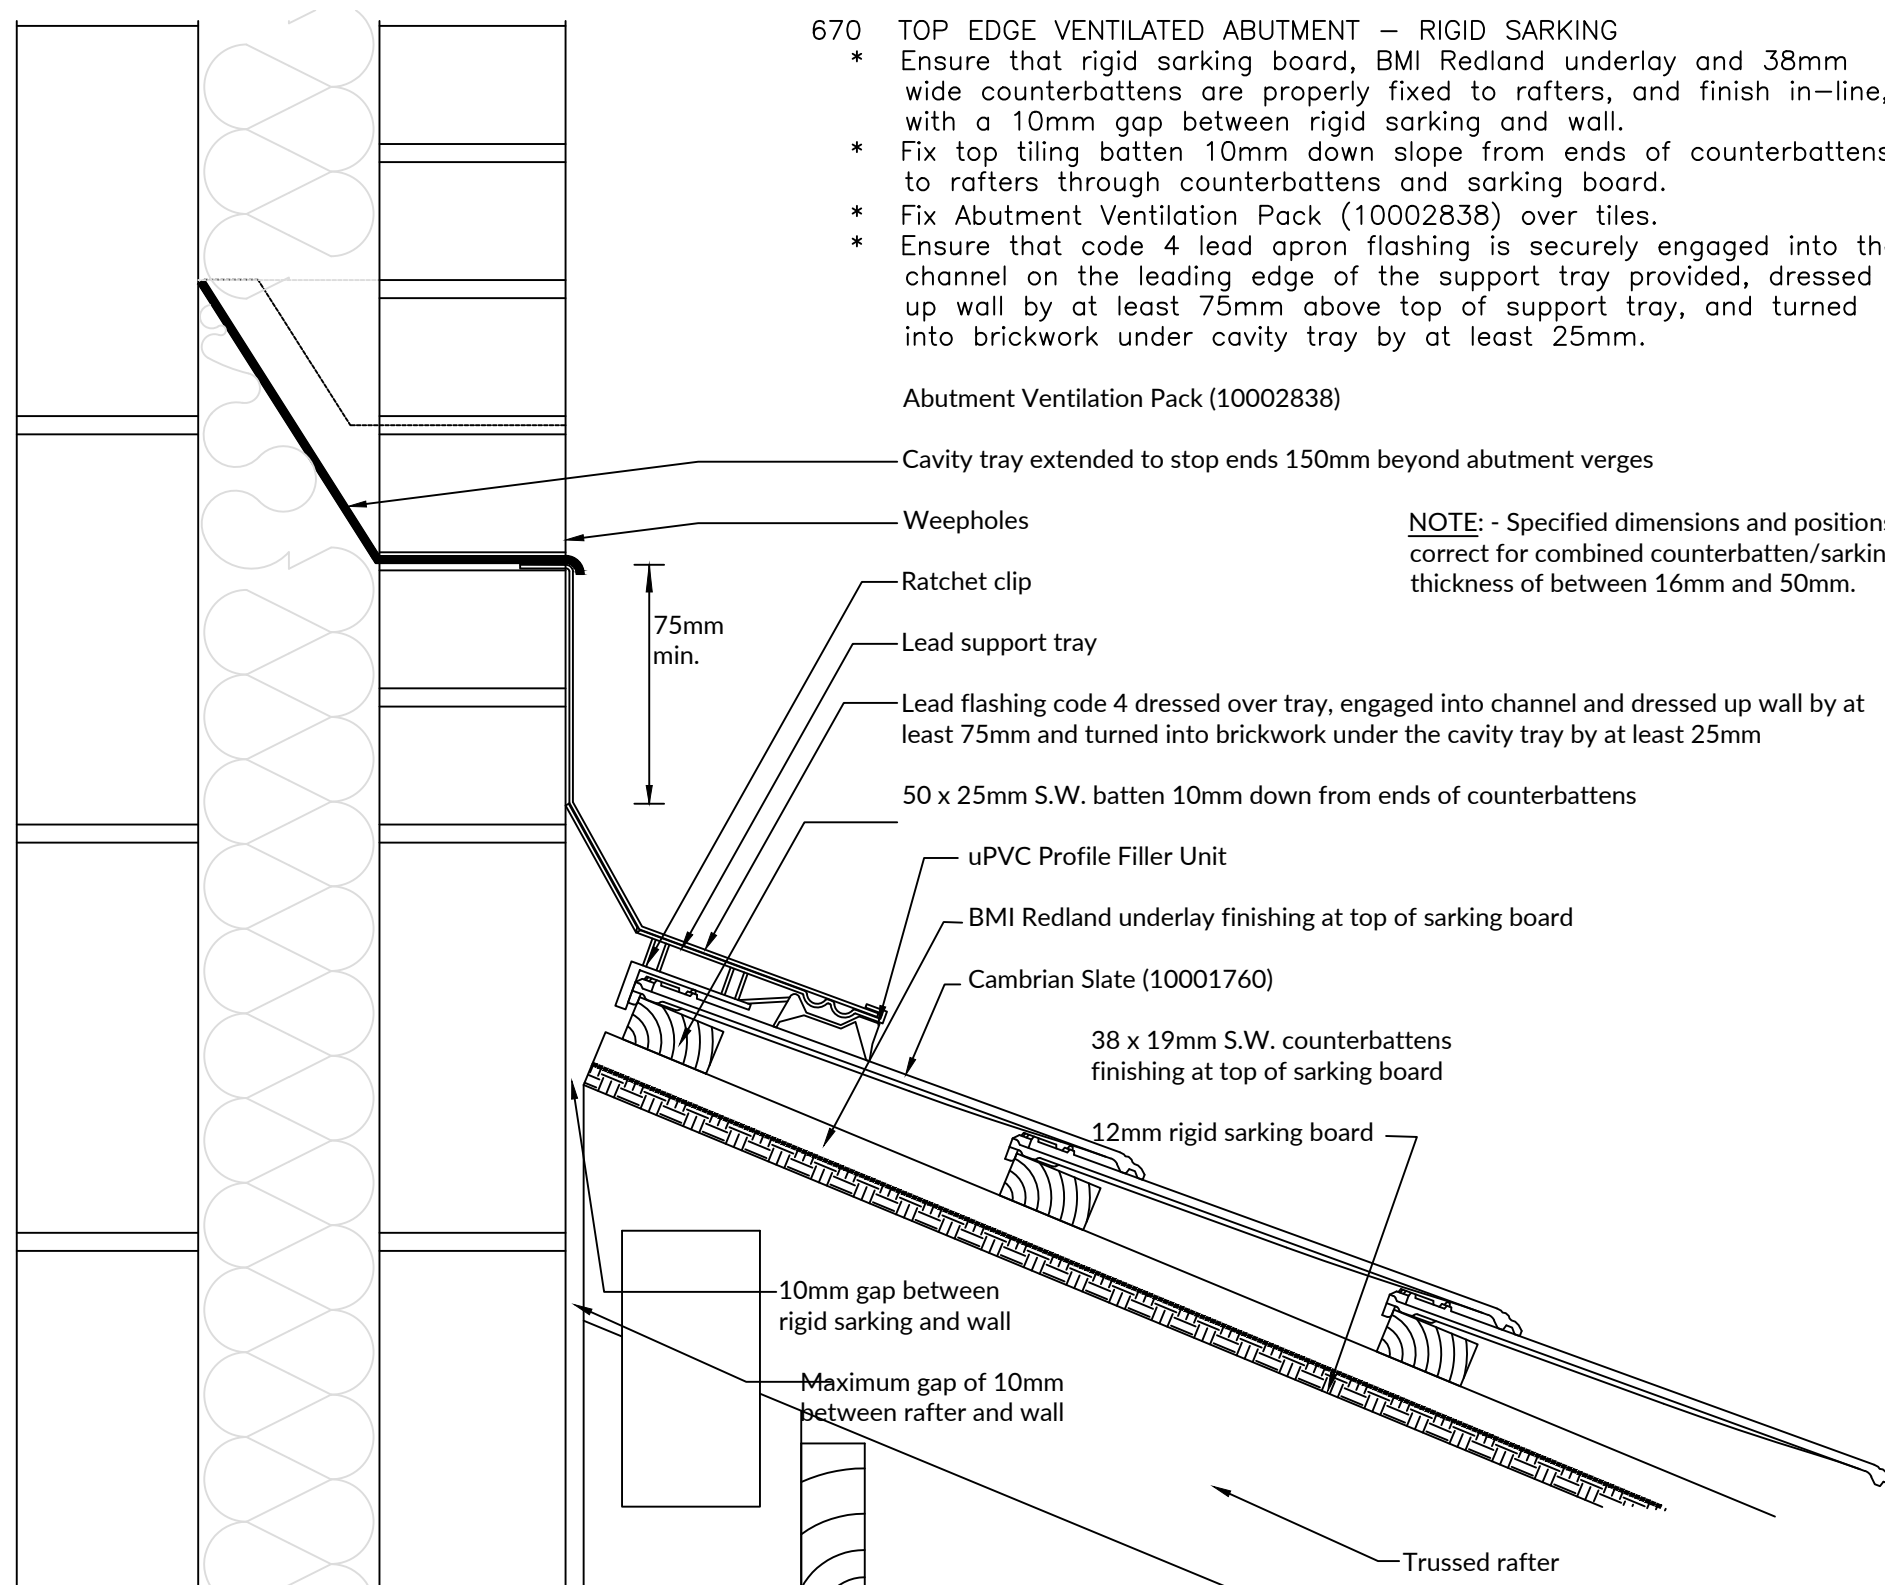 670 TOP EDGE VENTILATED ABUTMENT – RIGID SARKING
* Ensure that rigid sarking board, BMI Redland underlay and 38mm
wide counterbattens are properly fixed to rafters, and finish in–line,
with a 10mm gap between rigid sarking and wall.
* Fix top tiling batten 10mm down slope from ends of counterbattens
to rafters through counterbattens and sarking board.
* Fix Abutment Ventilation Pack (10002838) over tiles.
* Ensure that code 4 lead apron flashing is securely engaged into the
channel on the leading edge of the support tray provided, dressed
up wall by at least 75mm above top of support tray, and turned
into brickwork under cavity tray by at least 25mm.
Abutment Ventilation Pack (10002838)
Cavity tray extended to stop ends 150mm beyond abutment verges
Weepholes
NOTE: - Specified dimensions and positions
correct for combined counterbatten/sarkin
thickness of between 16mm and 50mm.
Ratchet clip
75mm
min.
Lead support tray
Lead flashing code 4 dressed over tray, engaged into channel and dressed up wall by at
least 75mm and turned into brickwork under the cavity tray by at least 25mm
50 x 25mm S.W. batten 10mm down from ends of counterbattens
uPVC Profile Filler Unit
BMI Redland underlay finishing at top of sarking board
Cambrian Slate (10001760)
38 x 19mm S.W. counterbattens
finishing at top of sarking board
12mm rigid sarking board
10mm gap between
rigid sarking and wall
Maximum gap of 10mm
between rafter and wall
Trussed rafter